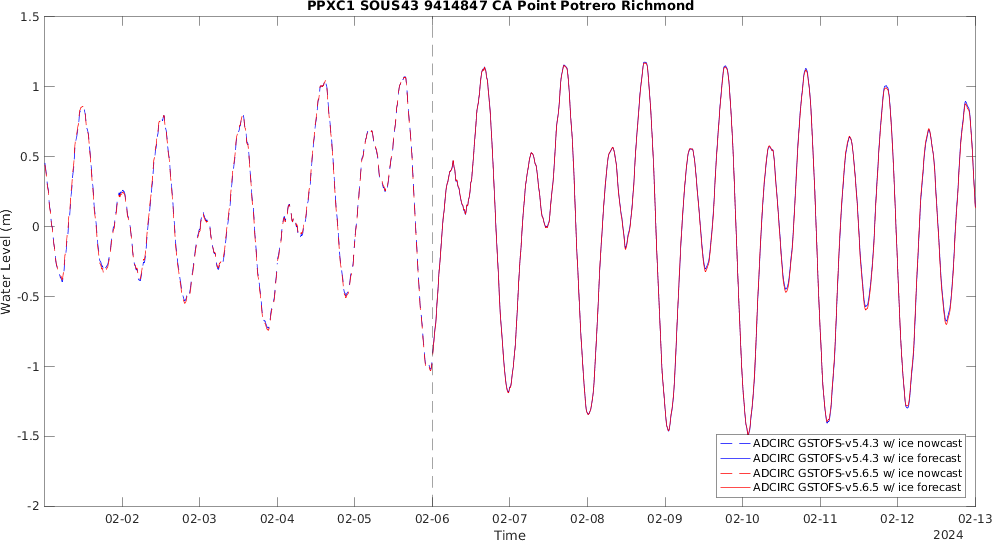 PPXC1 SOUS43 9414847 CA Point Potrero Richmond
Water Level (m)
1.5
1
0.5
0
-0.5
-1
-1.5
-2
ADCIRC GSTOFS-v5.4.3 w/ ice nowcast
ADCIRC GSTOFS-v5.4.3 w/ ice forecast
ADCIRC GSTOFS-v5.6.5 w/ ice nowcast
ADCIRC GSTOFS-v5.6.5 w/ ice forecast
02-02 02-03 02-04 02-05 02-06 02-07 02-08 02-09 02-10 02-11 02-12 02-13
Time
2024